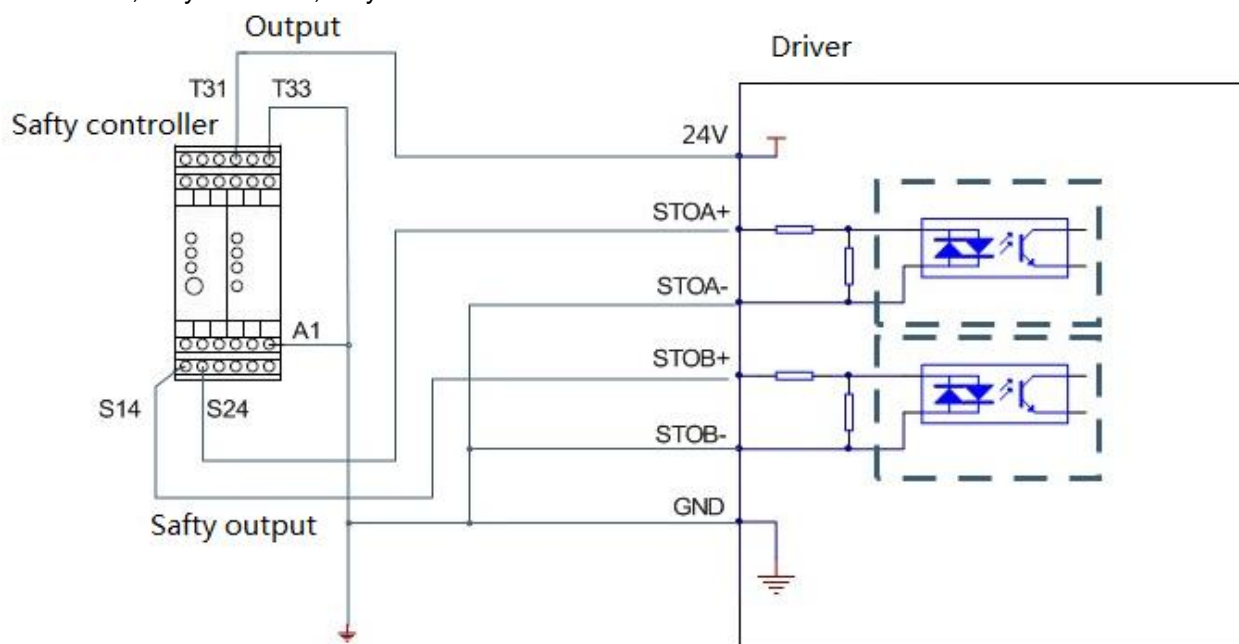 Output
Driver
T31
T33
Safty controller
24V
STOA+
STOA-
A1
STOB+
S14
S24
STOB-
GND
Safty output